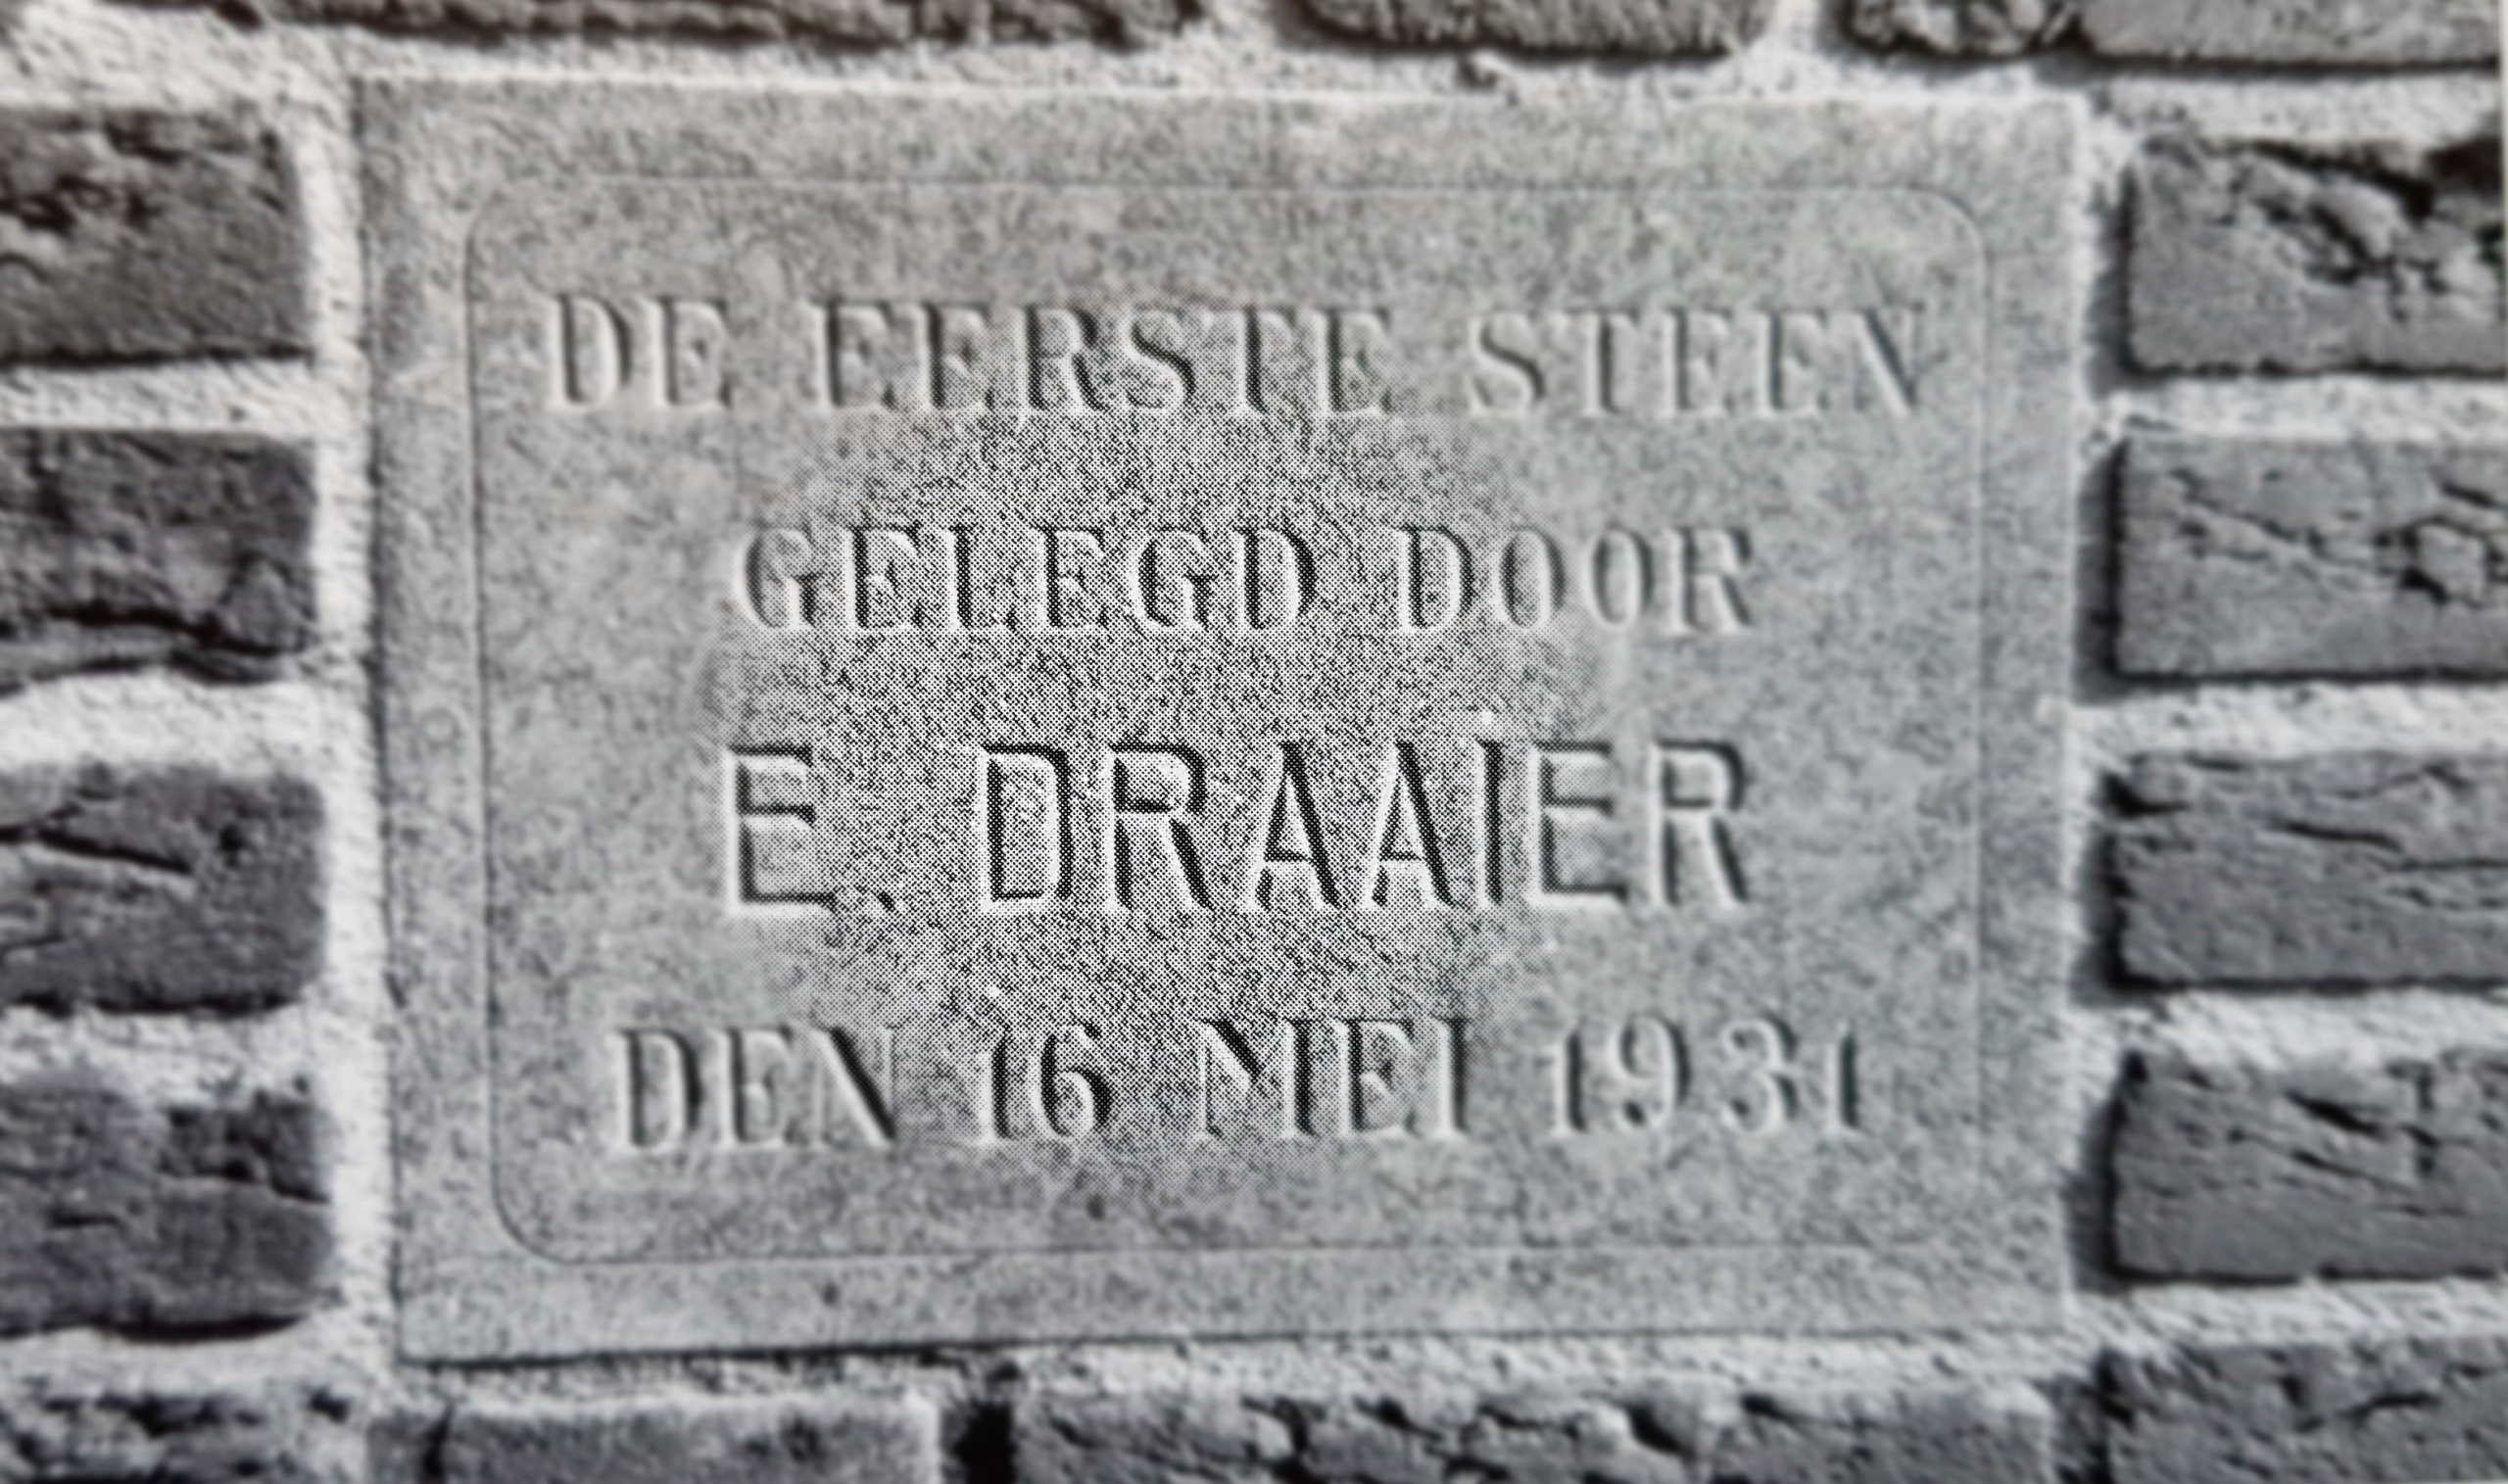 DE EERSTE STEEN
GELEGD DOOR
E. DRAAIER
DEN 16 MEI 1931